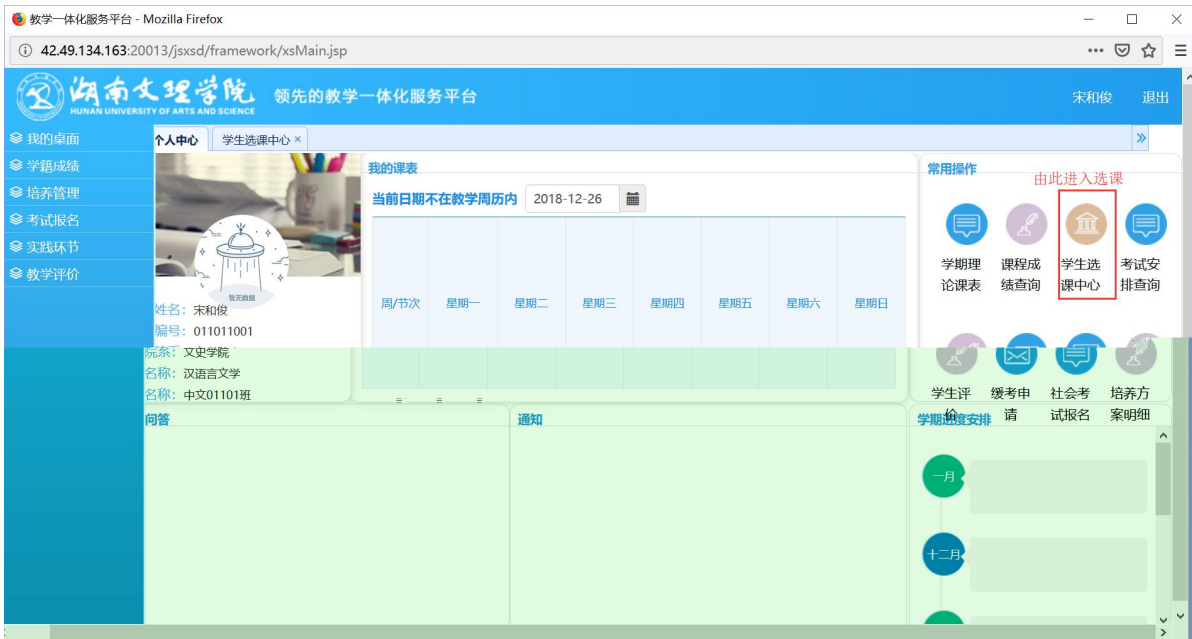 教学一体化服务平台 - Mozilla Firefox
42.49.134.163:20013/jsxsd/framework/xsMain.jsp
湖南文理学院
HUNAN UNIVERSITY OF ARTS AND SCIENCE
领先的教学一体化服务平台
宋和俊 退出
我的桌面
学籍成绩
培养管理
考试报名
实践环节
教学评价
个人中心 学生选课中心 ×
暂无数据
姓名：宋和俊
编号：011011001
院系：文史学院
名称：汉语言文学
名称：中文01101班
我的课表
当前日期不在教学周历内 2018-12-26
周/节次 星期一 星期二 星期三 星期四 星期五 星期六 星期日
常用操作
由此进入选课
学期理论课表
课程成绩查询
学生选课中心
考试安排查询
学生评价
缓考申请
社会考试报名
培养方案明细
问答
通知
学期进度安排
一月
十二月